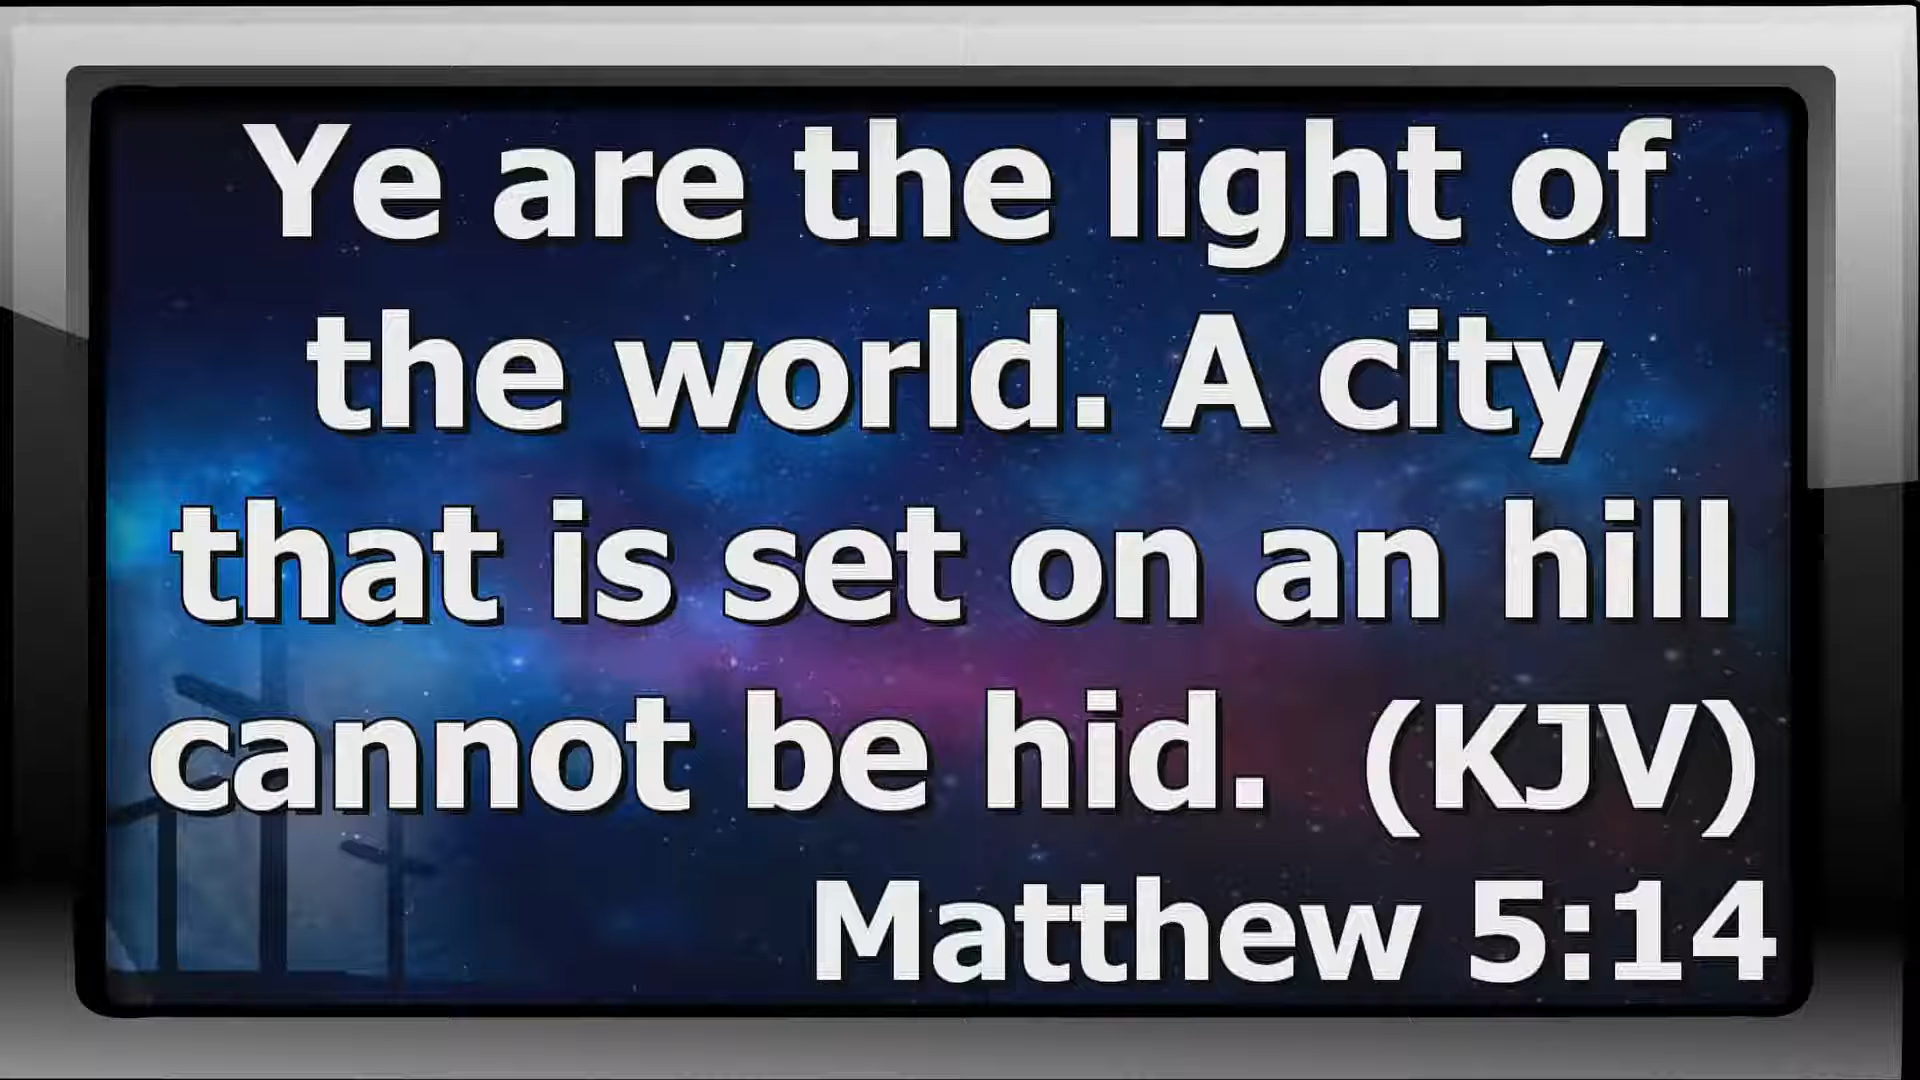 Ye are the light of
the world. A city
that is set on an hill
cannot be hid. (KJV)
Matthew 5:14